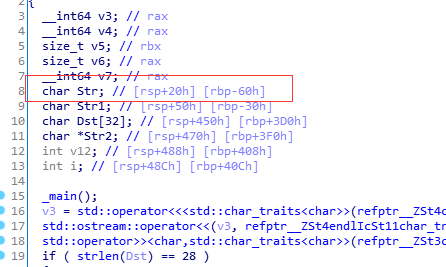 2 {
3 __int64 v3; // rax
4 __int64 v4; // rax
5 size_t v5; // rbx
6 size_t v6; // rax
7 __int64 v7; // rax
8 char Str; // [rsp+20h] [rbp-60h]
9 char Str1; // [rsp+50h] [rbp-30h]
10 char Dst[32]; // [rsp+450h] [rbp+3D0h]
11 char *Str2; // [rsp+470h] [rbp+3F0h]
12 int v12; // [rsp+488h] [rbp+408h]
13 int i; // [rsp+48Ch] [rbp+40Ch]
14
15 _main();
16 v3 = std::operator<<<std::char_traits<char>>(refptr__ZSt4c
17 std::ostream::operator<<(v3, refptr__ZSt4endlIcSt11char_tr
18 std::operator>><char,std::char_traits<char>>(refptr__ZSt3c
19 if ( strlen(Dst) == 28 )